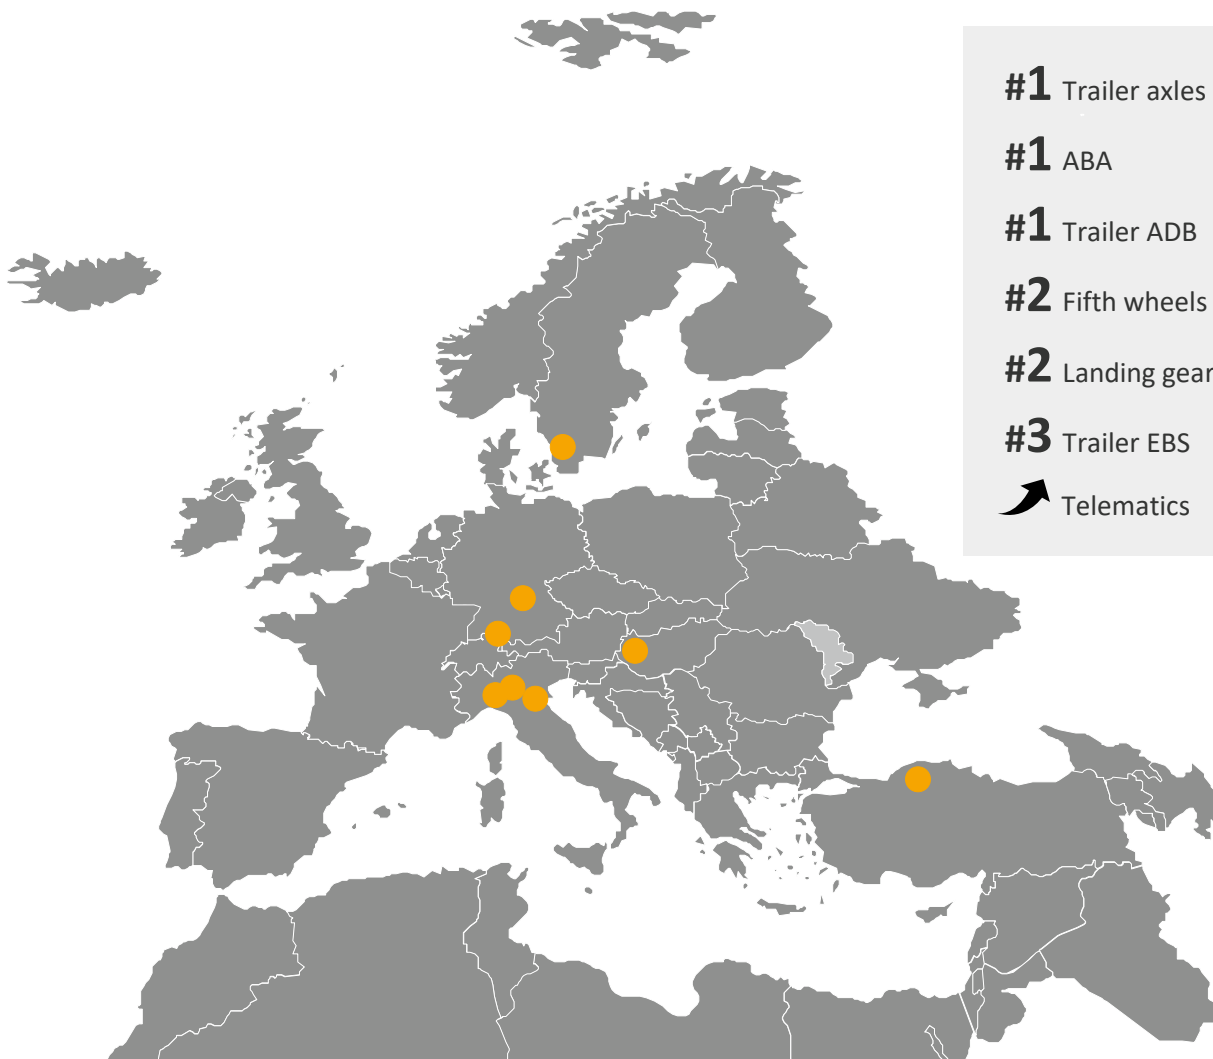 #1 Trailer axles
#1 ABA
#1 Trailer ADB
#2 Fifth wheels
#2 Landing gear
#3 Trailer EBS
Telematics